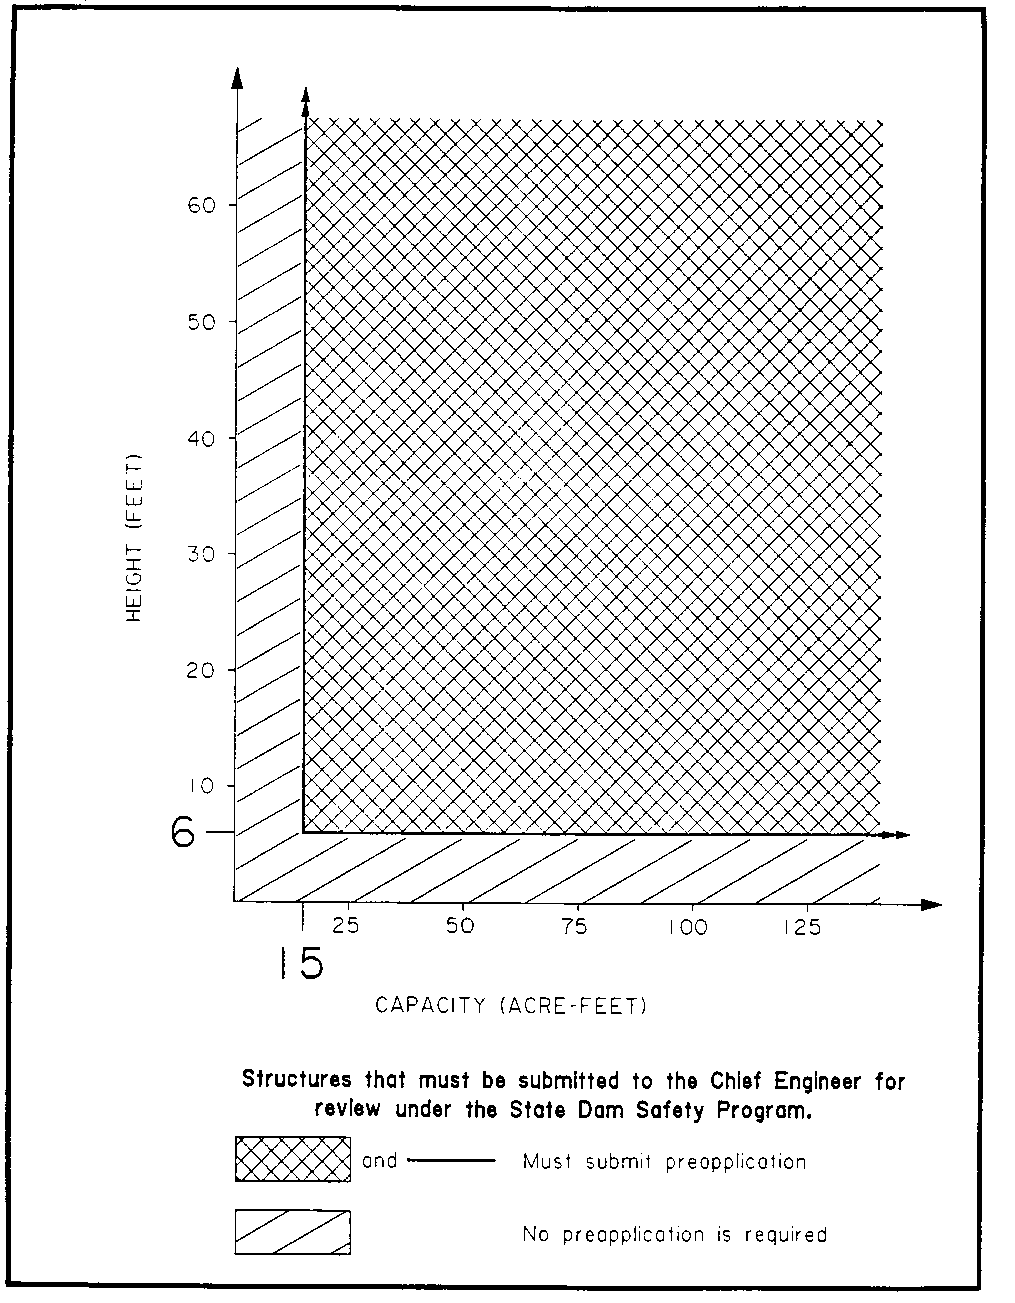 60
50
40
30
20
10
6
HEIGHT (FEET)
25
50
75
100
125
15
CAPACITY (ACRE-FEET)
Structures that must be submitted to the Chief Engineer for
review under the State Dam Safety Program.
and
Must submit preapplication
No preapplication is required